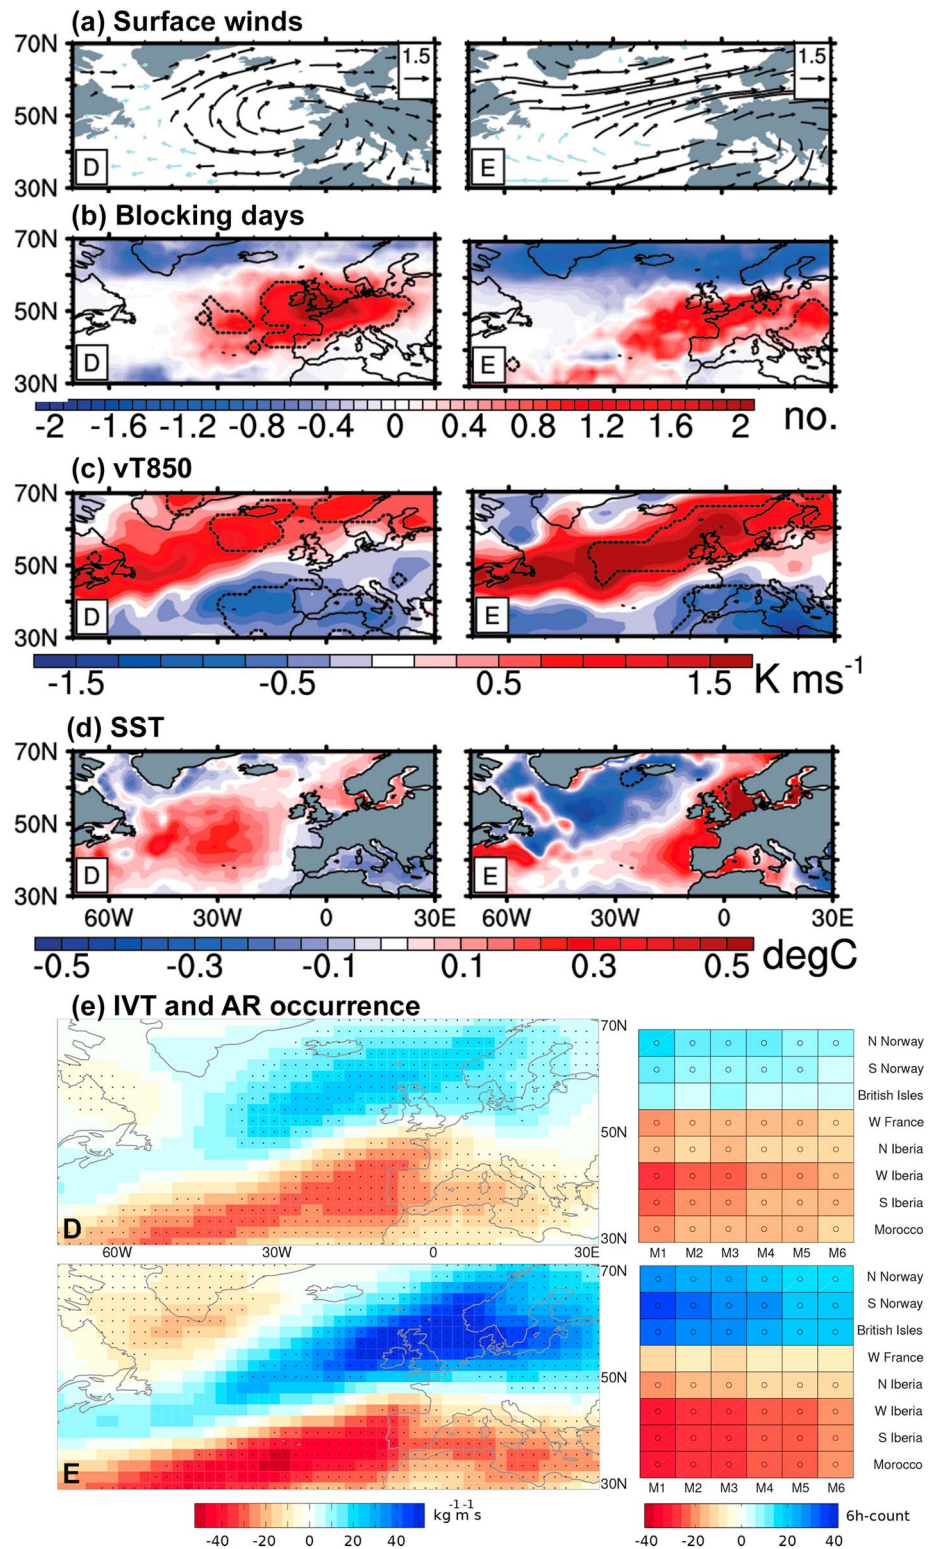 (a) Surface winds
70N
50N
30N
1.5
D
1.5
E
(b) Blocking days
70N
50N
30N
D
E
-2 -1.6 -1.2 -0.8 -0.4 0 0.4 0.8 1.2 1.6 2 no.
(c) vT850
70N
50N
30N
D
E
-1.5 -0.5 0.5 1.5 K ms-1
(d) SST
70N
50N
30N
D
E
60W 30W 0 30E 60W 30W 0 30E
-0.5 -0.3 -0.1 0.1 0.3 0.5 degC
(e) IVT and AR occurrence
70N
50N
30N
D
60W 30W 0 30E
N Norway
S Norway
British Isles
W France
N Iberia
W Iberia
S Iberia
Morocco
M1 M2 M3 M4 M5 M6
70N
50N
30N
E
N Norway
S Norway
British Isles
W France
N Iberia
W Iberia
S Iberia
Morocco
M1 M2 M3 M4 M5 M6
-40 -20 0 20 40 kg m-1 s-1
-40 -20 0 20 40 6h-count